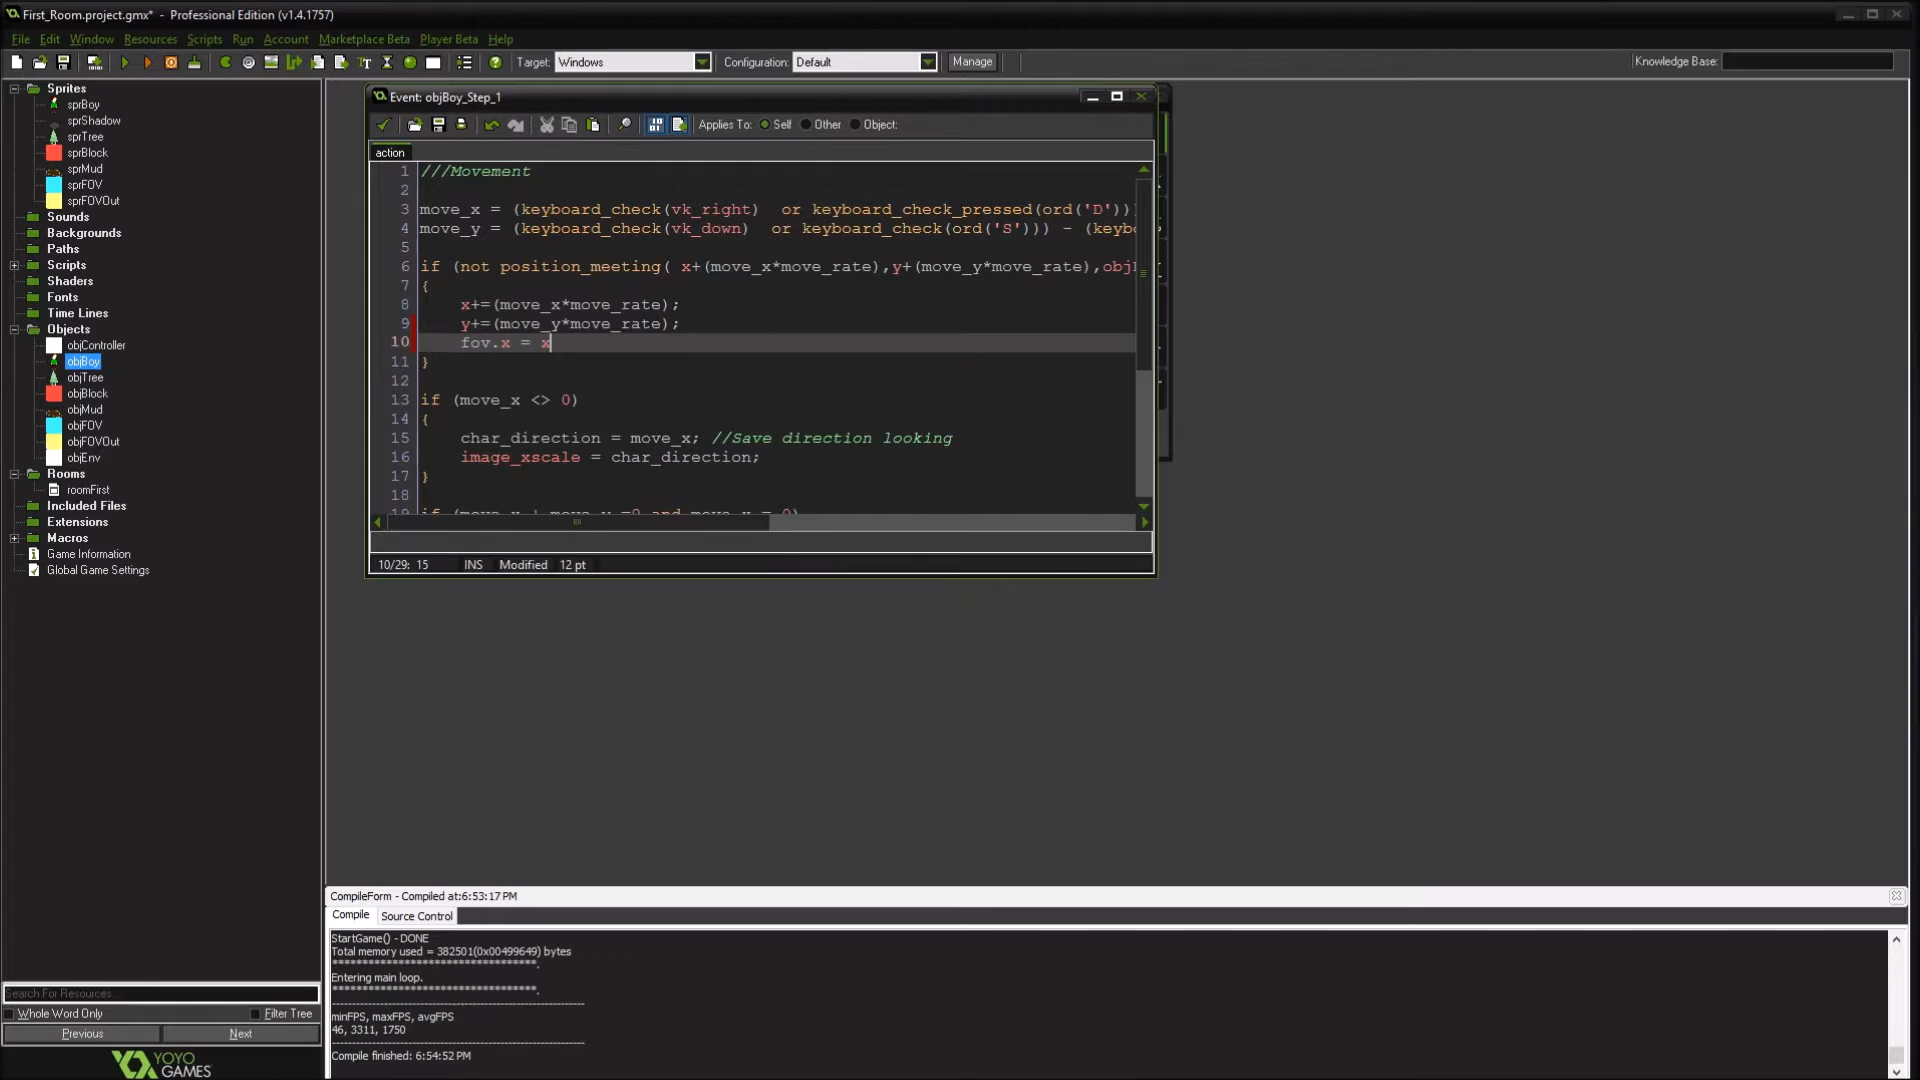 First_Room.project.gmx* - Professional Edition (v1.4.1757)
File Edit Window Resources Scripts Run Account Marketplace Beta Player Beta Help
Target: Windows Configuration: Default Manage Knowledge Base:
Sprites
sprBoy
sprShadow
sprTree
sprBlock
sprMud
sprFOV
sprFOVOut
Sounds
Backgrounds
Paths
Scripts
Shaders
Fonts
Time Lines
Objects
objController
objBoy
objTree
objBlock
objMud
objFOV
objFOVOut
objEnv
Rooms
roomFirst
Included Files
Extensions
Macros
Game Information
Global Game Settings
Search For Resources...
Whole Word Only Filter Tree
Previous Next
YOYO
GAMES
Event: objBoy_Step_1
Applies To: Self Other Object:
action
1 ///Movement
2
3 move_x = (keyboard_check(vk_right)  or keyboard_check_pressed(ord('D'))
4 move_y = (keyboard_check(vk_down)  or keyboard_check(ord('S'))) - (keyb
5
6 if (not position_meeting( x+(move_x*move_rate),y+(move_y*move_rate),obj
7 {
8 x+=(move_x*move_rate);
9 y+=(move_y*move_rate);
10 fov.x = x
11 }
12
13 if (move_x <> 0)
14 {
15 char_direction = move_x; //Save direction looking
16 image_xscale = char_direction;
17 }
18
19 if (move_x + move_y =0 and move_x = 0)
10/29: 15 INS Modified 12 pt
CompileForm - Compiled at:6:53:17 PM
Compile Source Control
StartGame() - DONE
Total memory used = 382501(0x00499649) bytes
**********************************.
Entering main loop.
**********************************.
minFPS, maxFPS, avgFPS
46, 3311, 1750
Compile finished: 6:54:52 PM